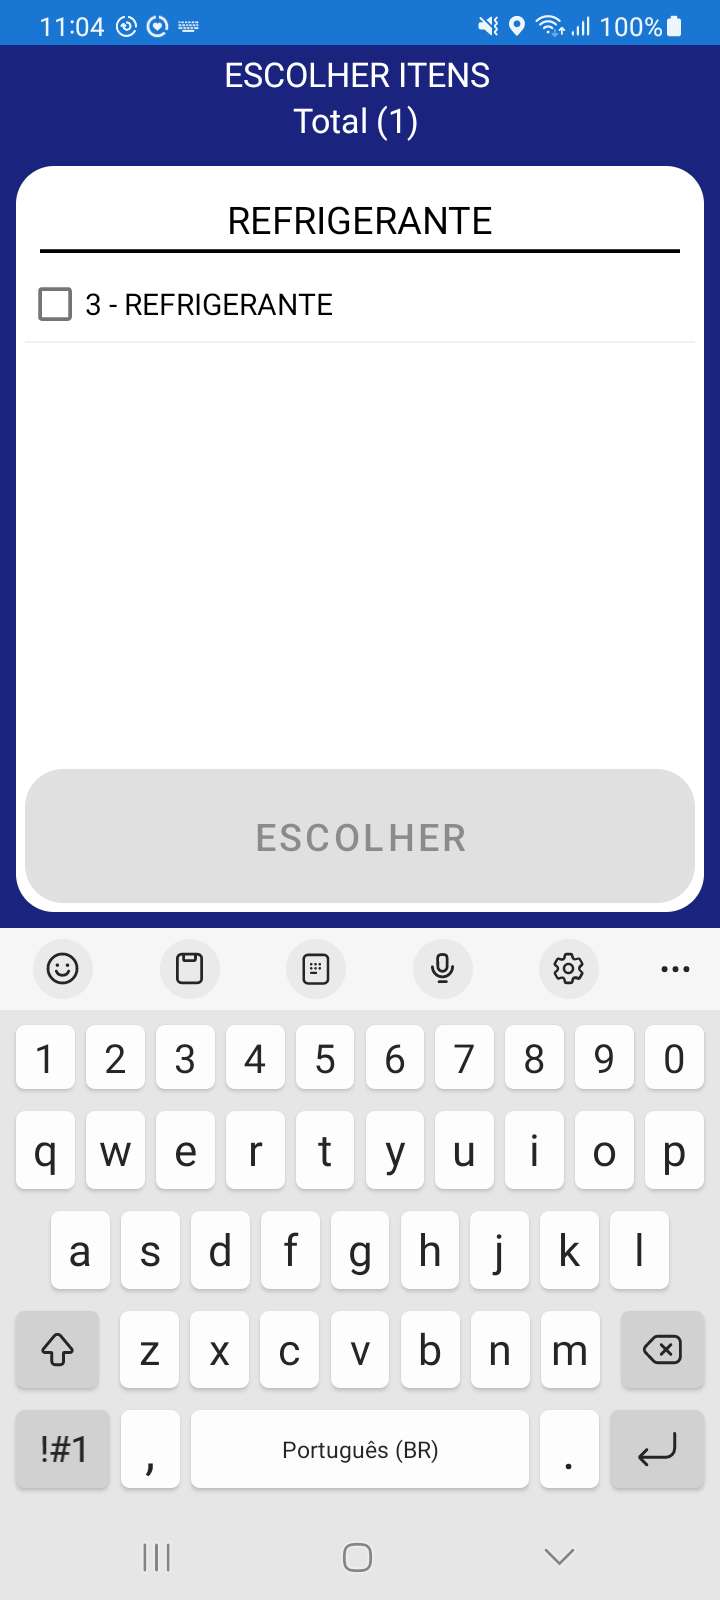 11:04 100%
ESCOLHER ITENS
Total (1)
REFRIGERANTE
3 - REFRIGERANTE
ESCOLHER
1 2 3 4 5 6 7 8 9 0
q w e r t y u i o p
a s d f g h j k l
z x c v b n m
!#1 , Português (BR) .